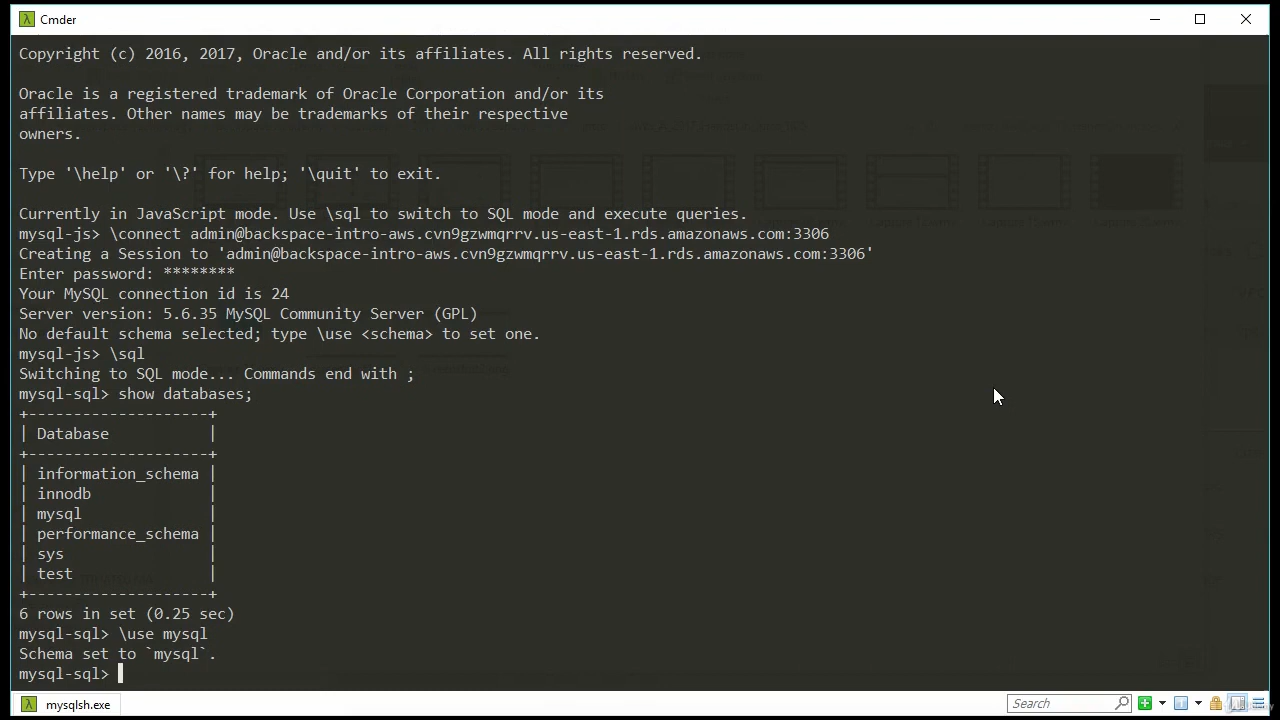 Cmder
Copyright (c) 2016, 2017, Oracle and/or its affiliates. All rights reserved.
Oracle is a registered trademark of Oracle Corporation and/or its
affiliates. Other names may be trademarks of their respective
owners.
Type '\help' or '\?' for help; '\quit' to exit.
Currently in JavaScript mode. Use \sql to switch to SQL mode and execute queries.
mysql-js> \connect admin@backspace-intro-aws.cvn9gzwmqrrv.us-east-1.rds.amazonaws.com:3306
Creating a Session to 'admin@backspace-intro-aws.cvn9gzwmqrrv.us-east-1.rds.amazonaws.com:3306'
Enter password: ********
Your MySQL connection id is 24
Server version: 5.6.35 MySQL Community Server (GPL)
No default schema selected; type \use <schema> to set one.
mysql-js> \sql
Switching to SQL mode... Commands end with ;
mysql-sql> show databases;
+--------------------+
| Database           |
+--------------------+
| information_schema |
| innodb             |
| mysql              |
| performance_schema |
| sys                |
| test               |
+--------------------+
6 rows in set (0.25 sec)
mysql-sql> \use mysql
Schema set to `mysql`.
mysql-sql>
mysqlsh.exe
Search